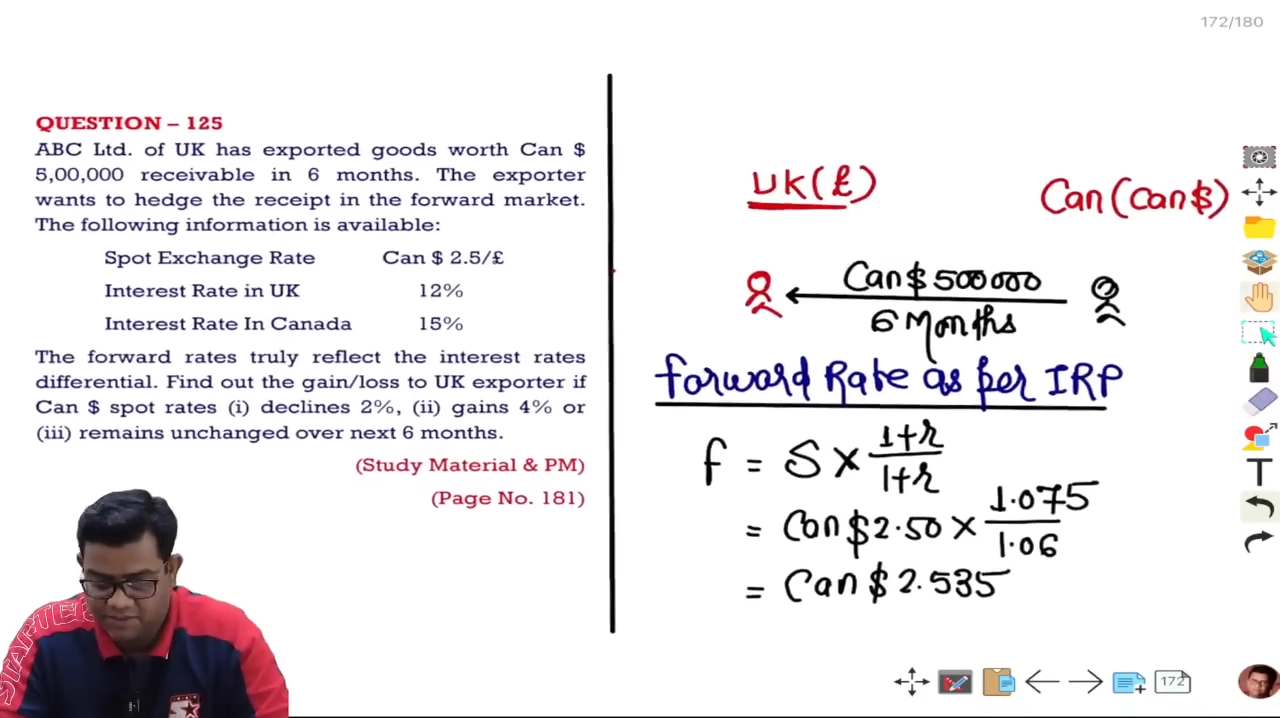 172/180
QUESTION – 125
ABC Ltd. of UK has exported goods worth Can $
5,00,000 receivable in 6 months. The exporter
wants to hedge the receipt in the forward market.
The following information is available:
Spot Exchange Rate Can $ 2.5/£
Interest Rate in UK 12%
Interest Rate In Canada 15%
The forward rates truly reflect the interest rates
differential. Find out the gain/loss to UK exporter if
Can $ spot rates (i) declines 2%, (ii) gains 4% or
(iii) remains unchanged over next 6 months.
(Study Material & PM)
(Page No. 181)
UK(£) Can(Can$)
Can$500000
6 Months
forward Rate as per IRP
f = S × 1+r / 1+r
= Can$2.50 × 1.075 / 1.06
= Can$2.535
T
172